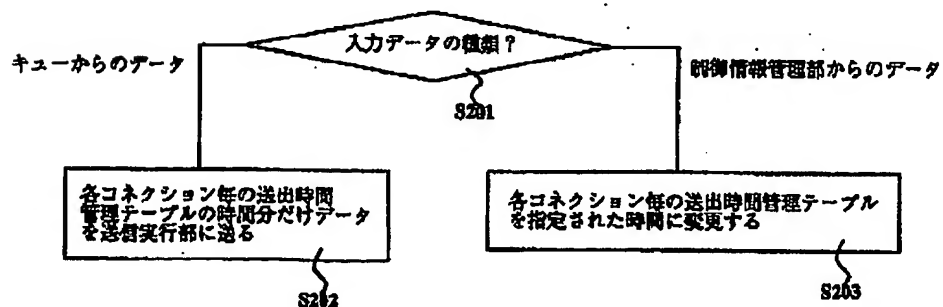 入力データの種類?
キューからのデータ
制御情報管理部からのデータ
S201
各コネクション毎の送出時間
管理テーブルの時間分だけデータ
を送信実行部に送る
各コネクション毎の送出時間管理テーブル
を指定された時間に変更する
S202
S203